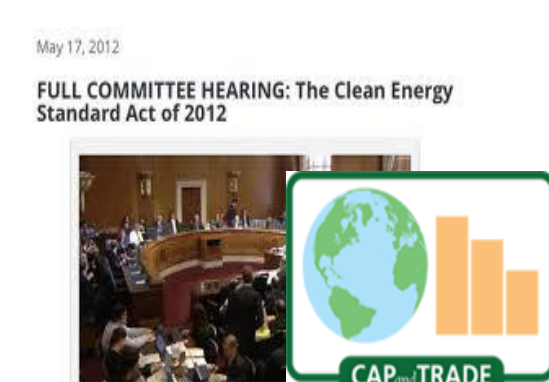 May 17, 2012
FULL COMMITTEE HEARING: The Clean Energy
Standard Act of 2012
CAP and TRADE